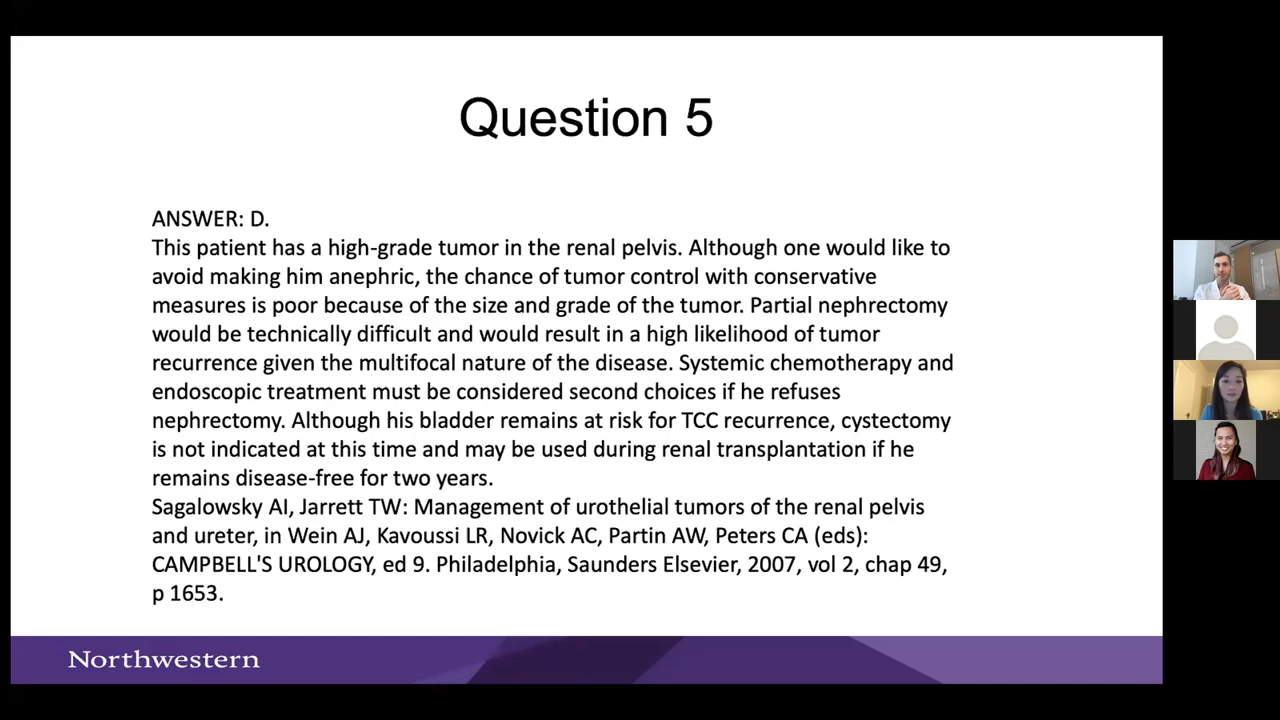 Question 5
ANSWER: D.
This patient has a high-grade tumor in the renal pelvis. Although one would like to
avoid making him anephric, the chance of tumor control with conservative
measures is poor because of the size and grade of the tumor. Partial nephrectomy
would be technically difficult and would result in a high likelihood of tumor
recurrence given the multifocal nature of the disease. Systemic chemotherapy and
endoscopic treatment must be considered second choices if he refuses
nephrectomy. Although his bladder remains at risk for TCC recurrence, cystectomy
is not indicated at this time and may be used during renal transplantation if he
remains disease-free for two years.
Sagalowsky AI, Jarrett TW: Management of urothelial tumors of the renal pelvis
and ureter, in Wein AJ, Kavoussi LR, Novick AC, Partin AW, Peters CA (eds):
CAMPBELL'S UROLOGY, ed 9. Philadelphia, Saunders Elsevier, 2007, vol 2, chap 49,
p 1653.
Northwestern